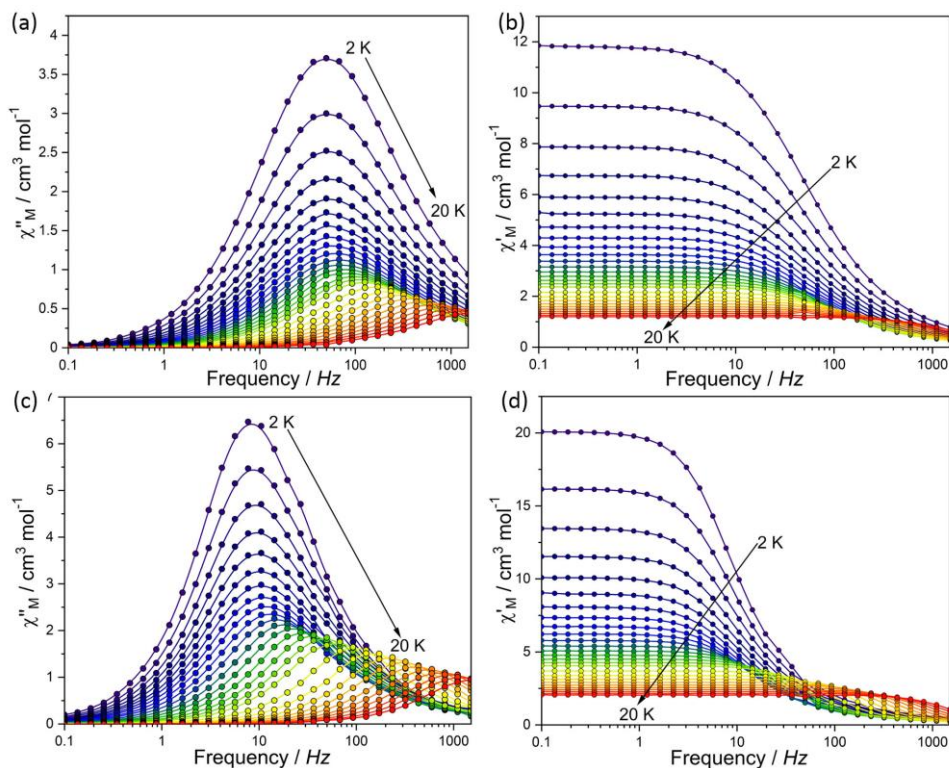 (a)
4
3.5
3
2.5
2
1.5
1
0.5
0
χ''M / cm³ mol⁻¹
2 K
20 K
0.1 1 10 100 1000
Frequency / Hz
(b)
12
10
8
6
4
2
0
χ'M / cm³ mol⁻¹
2 K
20 K
0.1 1 10 100 1000
Frequency / Hz
(c)
7
6
5
4
3
2
1
0
χ''M / cm³ mol⁻¹
2 K
20 K
0.1 1 10 100 1000
Frequency / Hz
(d)
20
15
10
5
0
χ'M / cm³ mol⁻¹
2 K
20 K
0.1 1 10 100 1000
Frequency / Hz